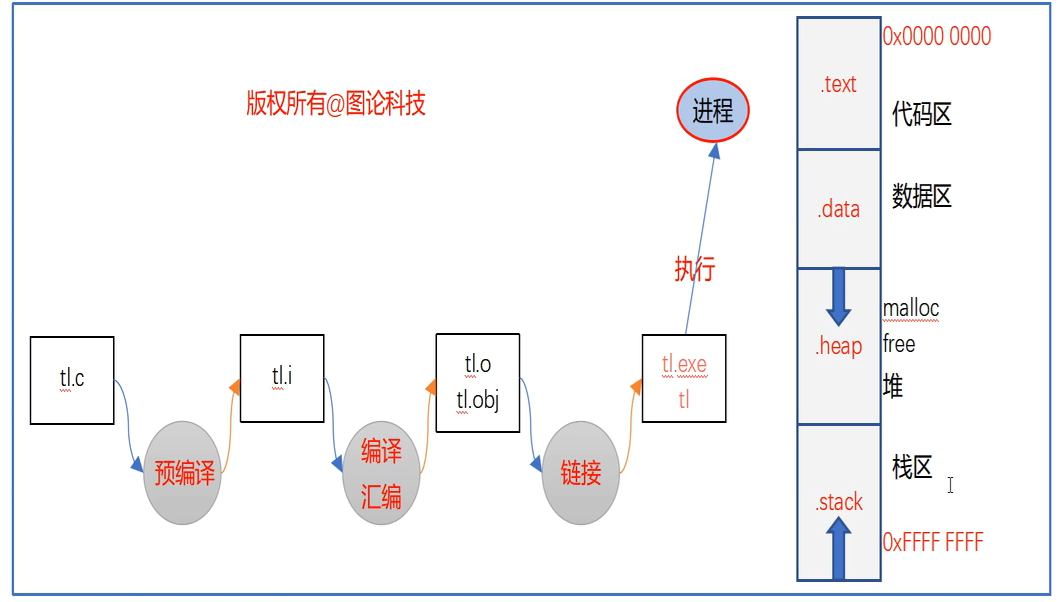 版权所有@图论科技
进程
执行
tl.c
预编译
tl.i
编译
汇编
tl.o
tl.obj
链接
tl.exe
tl
.text
0x0000 0000
代码区
.data
数据区
.heap
malloc
free
堆
栈区
.stack
0xFFFF FFFF